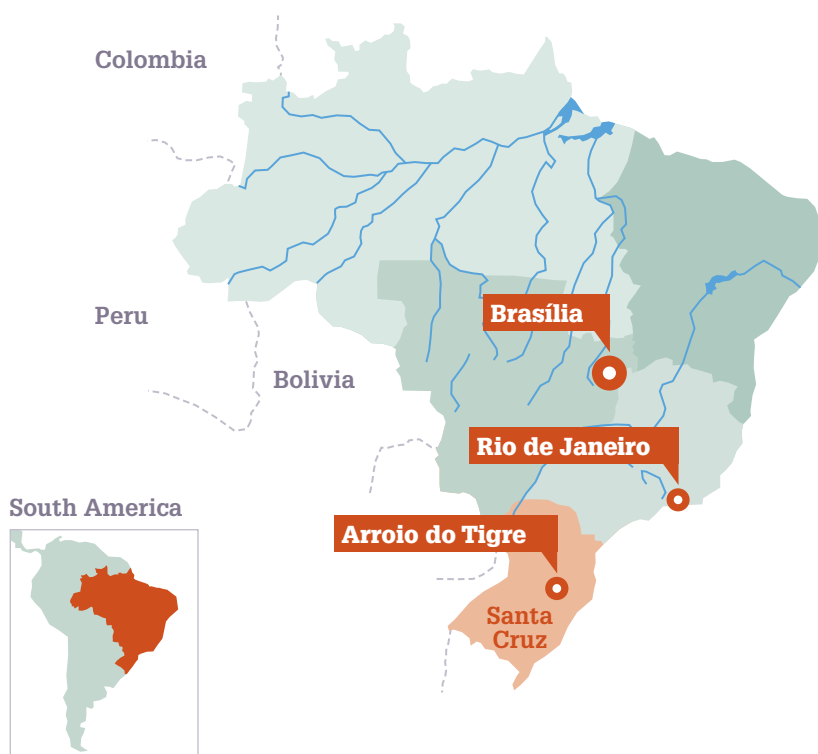 Colombia
Peru
Bolivia
Brasília
Rio de Janeiro
South America
Arroio do Tigre
Santa
Cruz